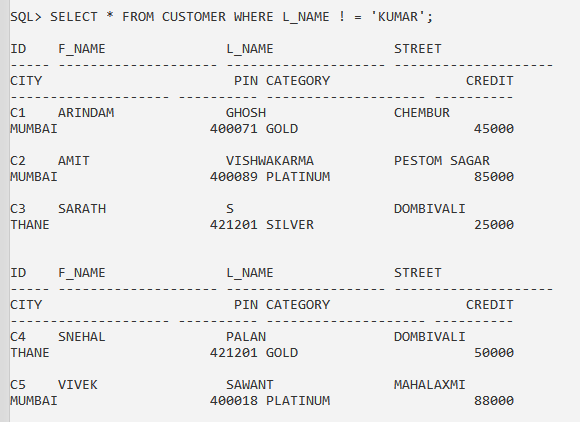 SQL> SELECT * FROM CUSTOMER WHERE L_NAME ! = 'KUMAR';
ID    F_NAME               L_NAME               STREET
----- -------------------- -------------------- --------------------
CITY                            PIN CATEGORY                 CREDIT
-------------------- ---------- -------------------- ----------
C1    ARINDAM              GHOSH                CHEMBUR
MUMBAI                   400071 GOLD                      45000
C2    AMIT                 VISHWAKARMA          PESTOM SAGAR
MUMBAI                   400089 PLATINUM                  85000
C3    SARATH               S                    DOMBIVALI
THANE                    421201 SILVER                    25000
ID    F_NAME               L_NAME               STREET
----- -------------------- -------------------- --------------------
CITY                            PIN CATEGORY                 CREDIT
-------------------- ---------- -------------------- ----------
C4    SNEHAL               PALAN                DOMBIVALI
THANE                    421201 GOLD                      50000
C5    VIVEK                SAWANT               MAHALAXMI
MUMBAI                   400018 PLATINUM                  88000